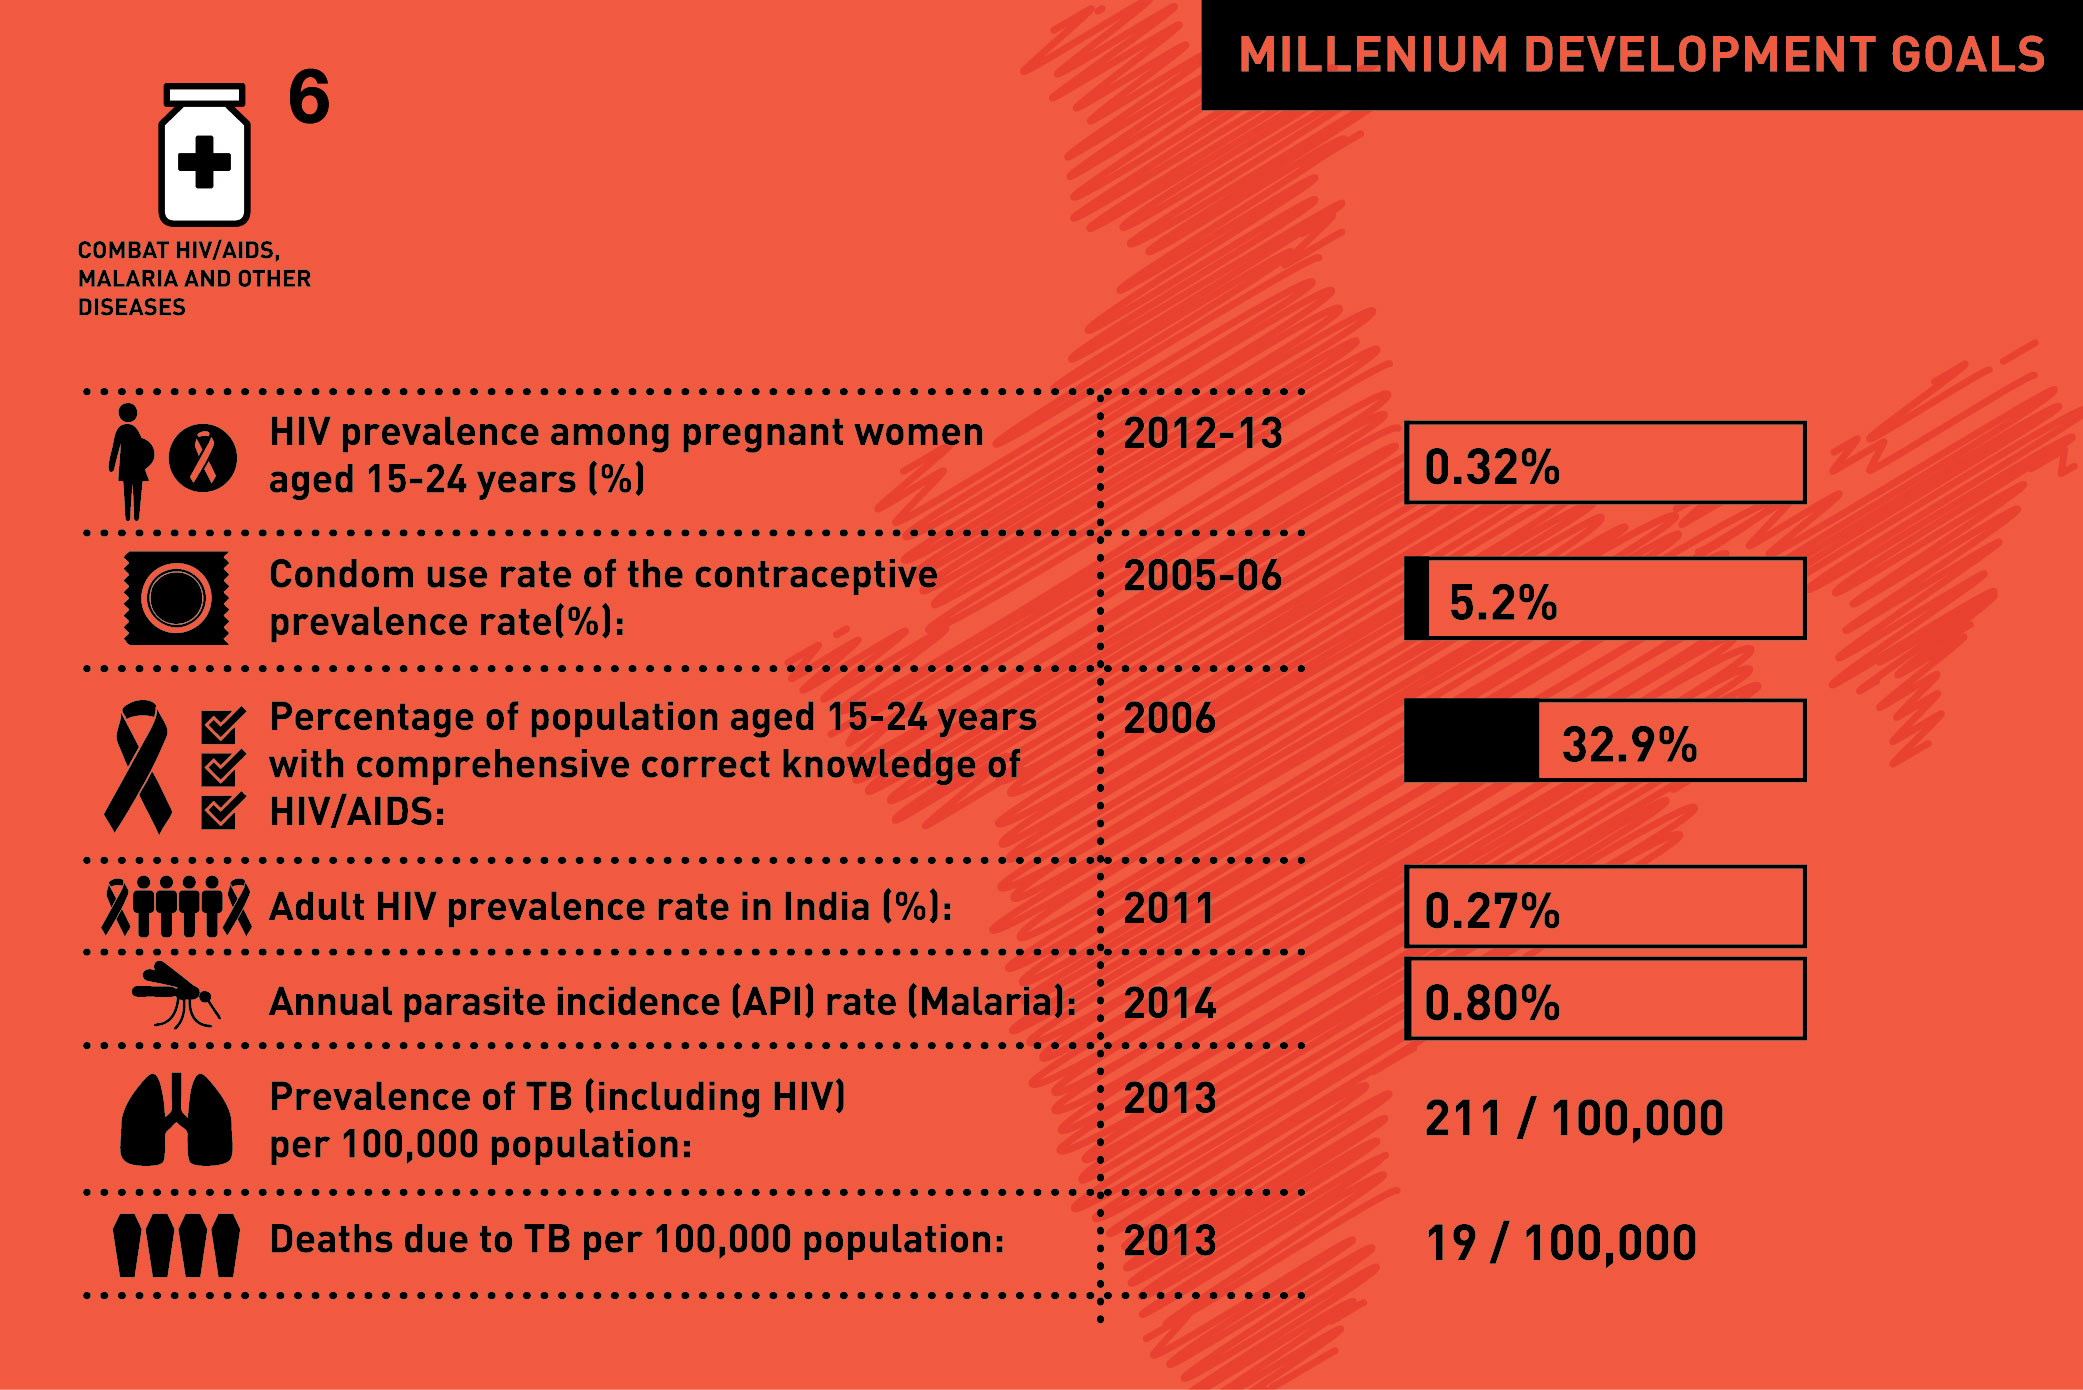 MILLENIUM DEVELOPMENT GOALS
6
COMBAT HIV/AIDS,
MALARIA AND OTHER
DISEASES
HIV prevalence among pregnant women
aged 15-24 years (%)
2012-13
0.32%
Condom use rate of the contraceptive
prevalence rate(%):
2005-06
5.2%
Percentage of population aged 15-24 years
with comprehensive correct knowledge of
HIV/AIDS:
2006
32.9%
Adult HIV prevalence rate in India (%):
2011
0.27%
Annual parasite incidence (API) rate (Malaria):
2014
0.80%
Prevalence of TB (including HIV)
per 100,000 population:
2013
211 / 100,000
Deaths due to TB per 100,000 population:
2013
19 / 100,000